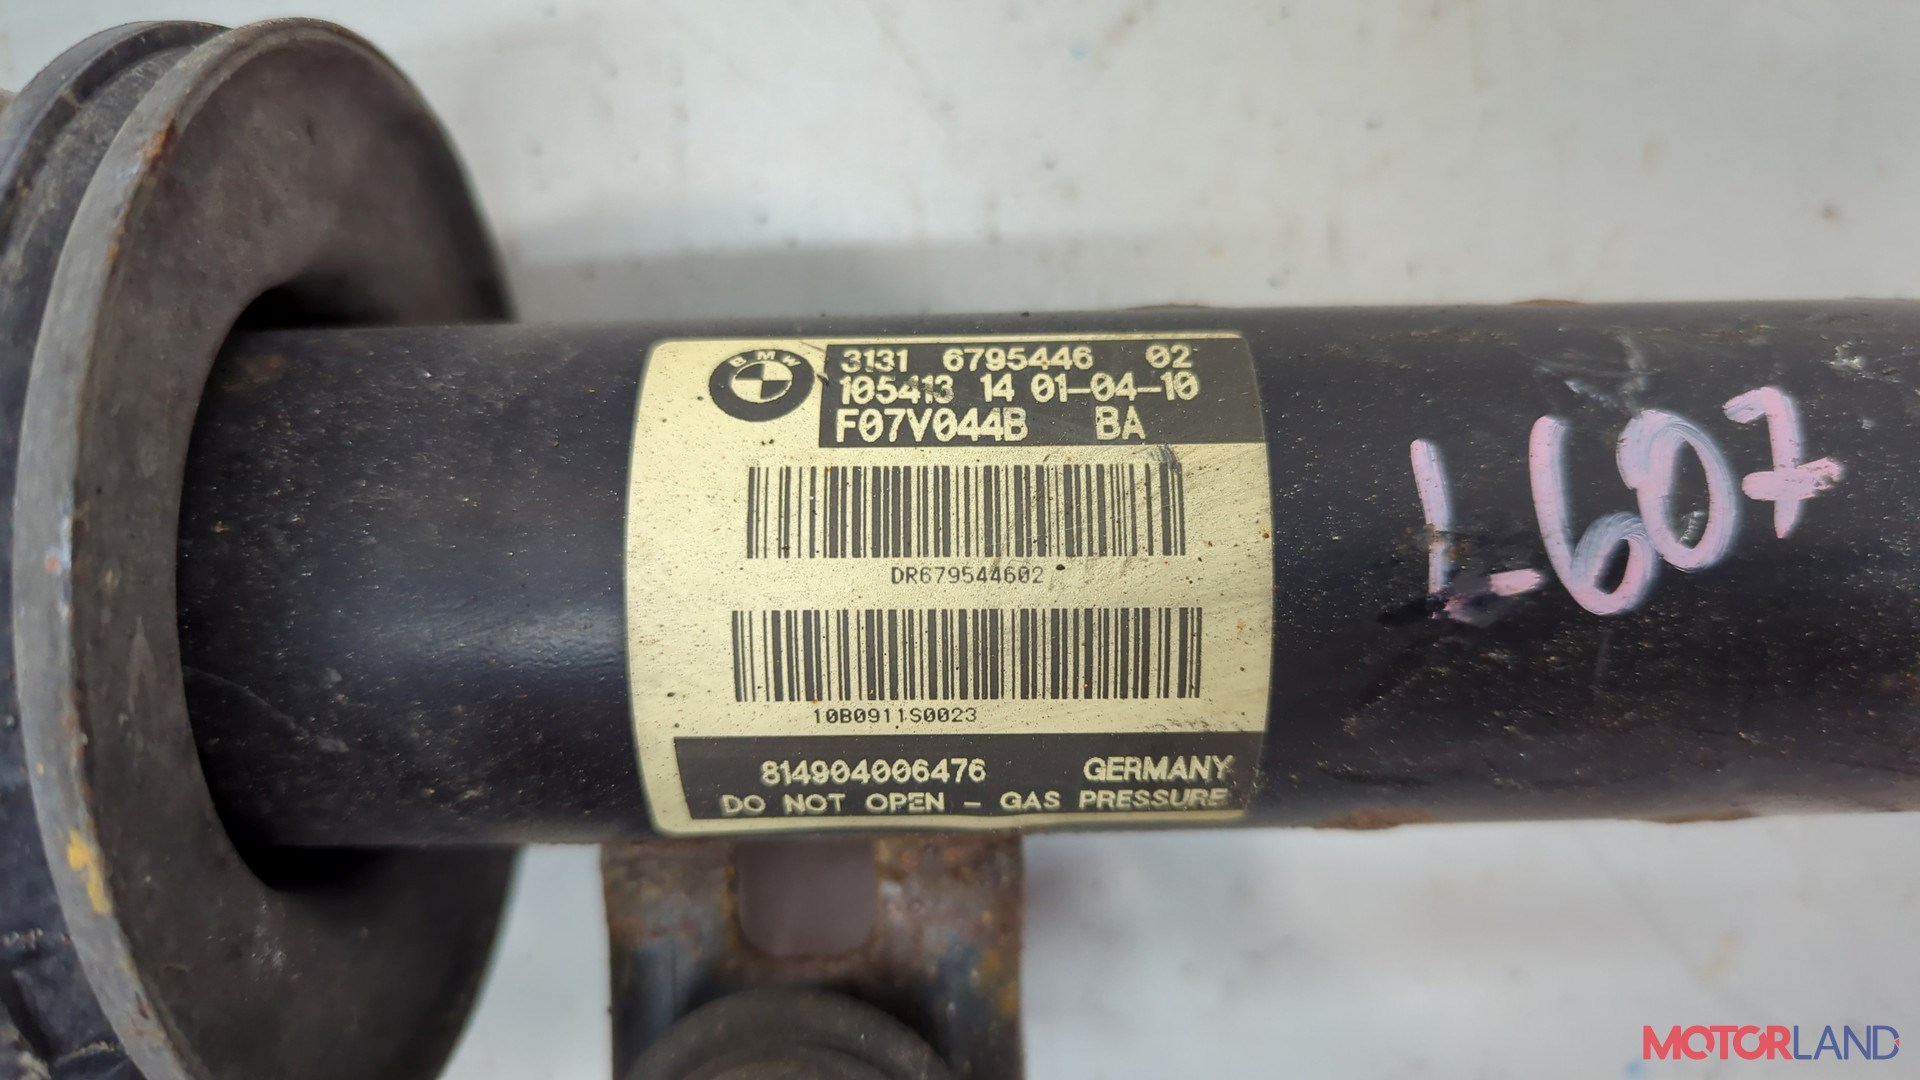 BMW
3131 6795446 02
105413 14 01-04-10
F07V044B BA
DR679544602
10B0911S0023
814904006476 GERMANY
DO NOT OPEN - GAS PRESSURE
L607
MOTORLAND